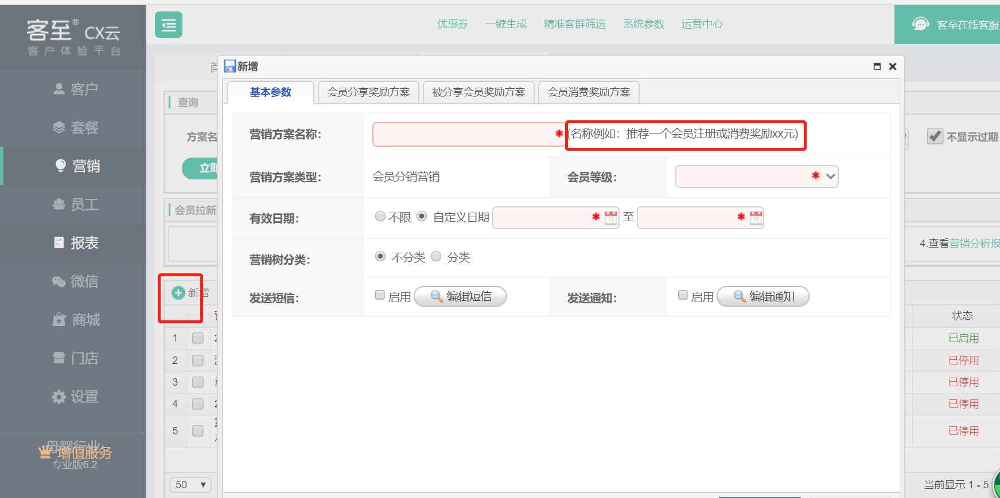 客至® CX云
客户体验平台
优惠券 一键生成 精准客群筛选 系统参数 运营中心
客至在线客服
客户
套餐
营销
员工
报表
微信
商城
门店
设置
母婴行业
增值服务
专业版6.2
首
查询
方案名
立即
不显示过期
会员拉新
4.查看营销分析报
新增
状态
1 2 已启用
2 已停用
3 已停用
4 2 已停用
5 已停用
50
当前显示 1 - 5
新增
基本参数 会员分享奖励方案 被分享会员奖励方案 会员消费奖励方案
营销方案名称: * (名称例如：推荐一个会员注册或消费奖励xx元)
营销方案类型: 会员分销营销 会员等级: *
有效日期: 不限 自定义日期 * 至 *
营销树分类: 不分类 分类
发送短信: 启用 编辑短信 发送通知: 启用 编辑通知